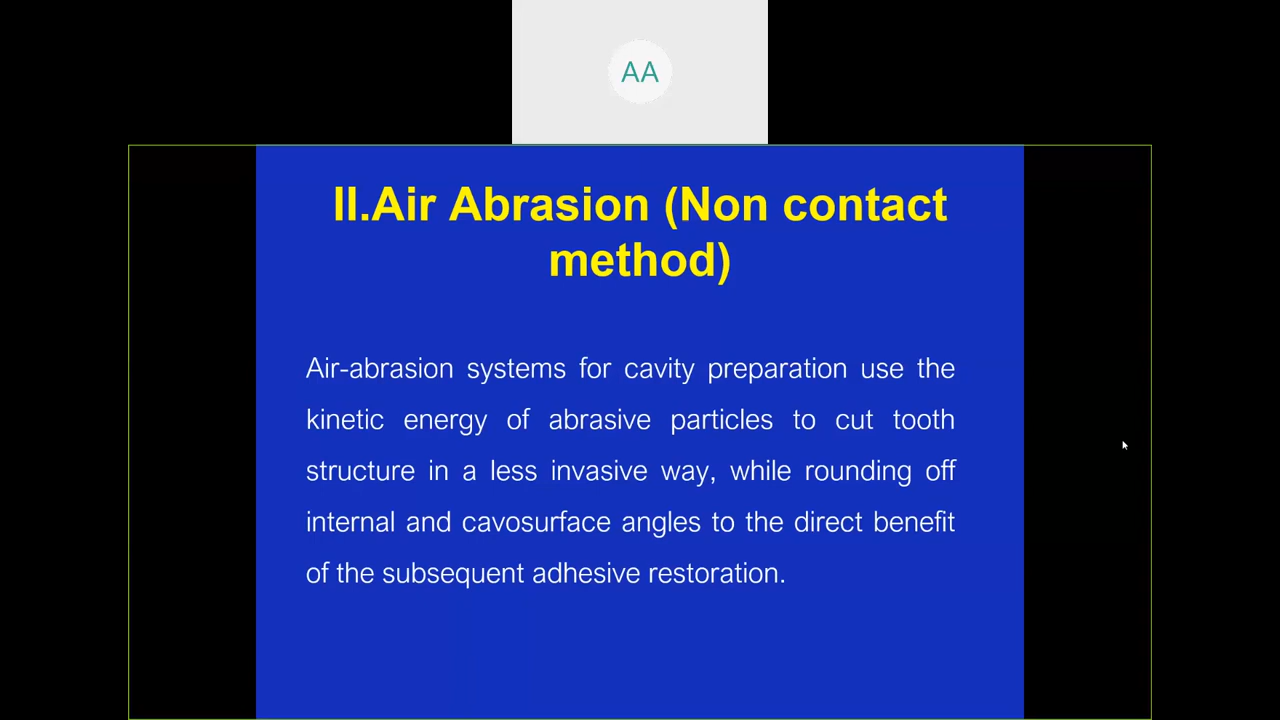 AA
II.Air Abrasion (Non contact
method)
Air-abrasion systems for cavity preparation use the
kinetic energy of abrasive particles to cut tooth
structure in a less invasive way, while rounding off
internal and cavosurface angles to the direct benefit
of the subsequent adhesive restoration.